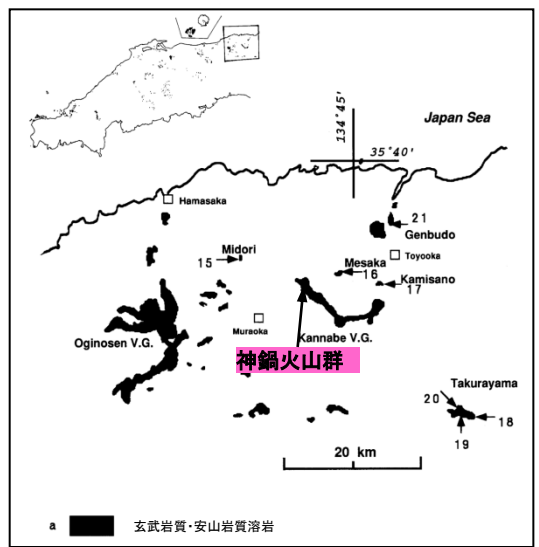 Japan Sea
134°45'
35°40'
Hamasaka
21
Genbudo
Midori
15
Toyooka
Mesaka
16
Kamisano
17
Muraoka
Oginosen V.G.
Kannabe V.G.
神鍋火山群
Takurayama
20
18
19
20 km
a 玄武岩質・安山岩質溶岩